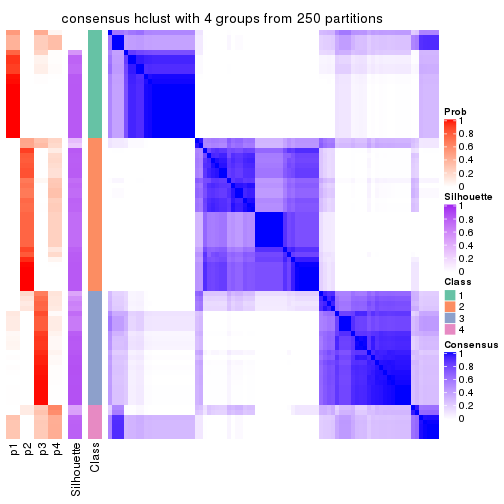 consensus hclust with 4 groups from 250 partitions
Prob
1
0.8
0.6
0.4
0.2
0
Silhouette
1
0.8
0.6
0.4
0.2
0
Class
1
2
3
4
Consensus
1
0.8
0.6
0.4
0.2
0
p1
p2
p3
p4
Silhouette
Class